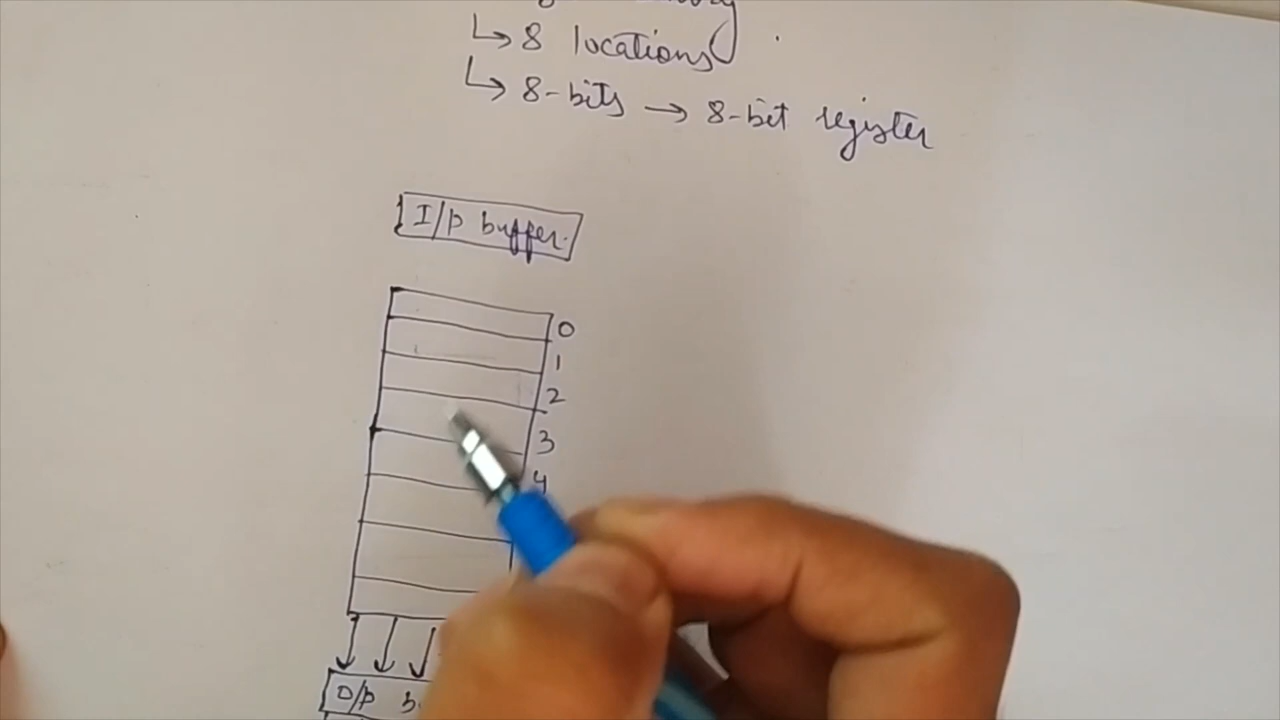 ↳ 8 locations
↳ 8-bits → 8-bit register
I/p buffer.
0
1
2
3
4
O/p